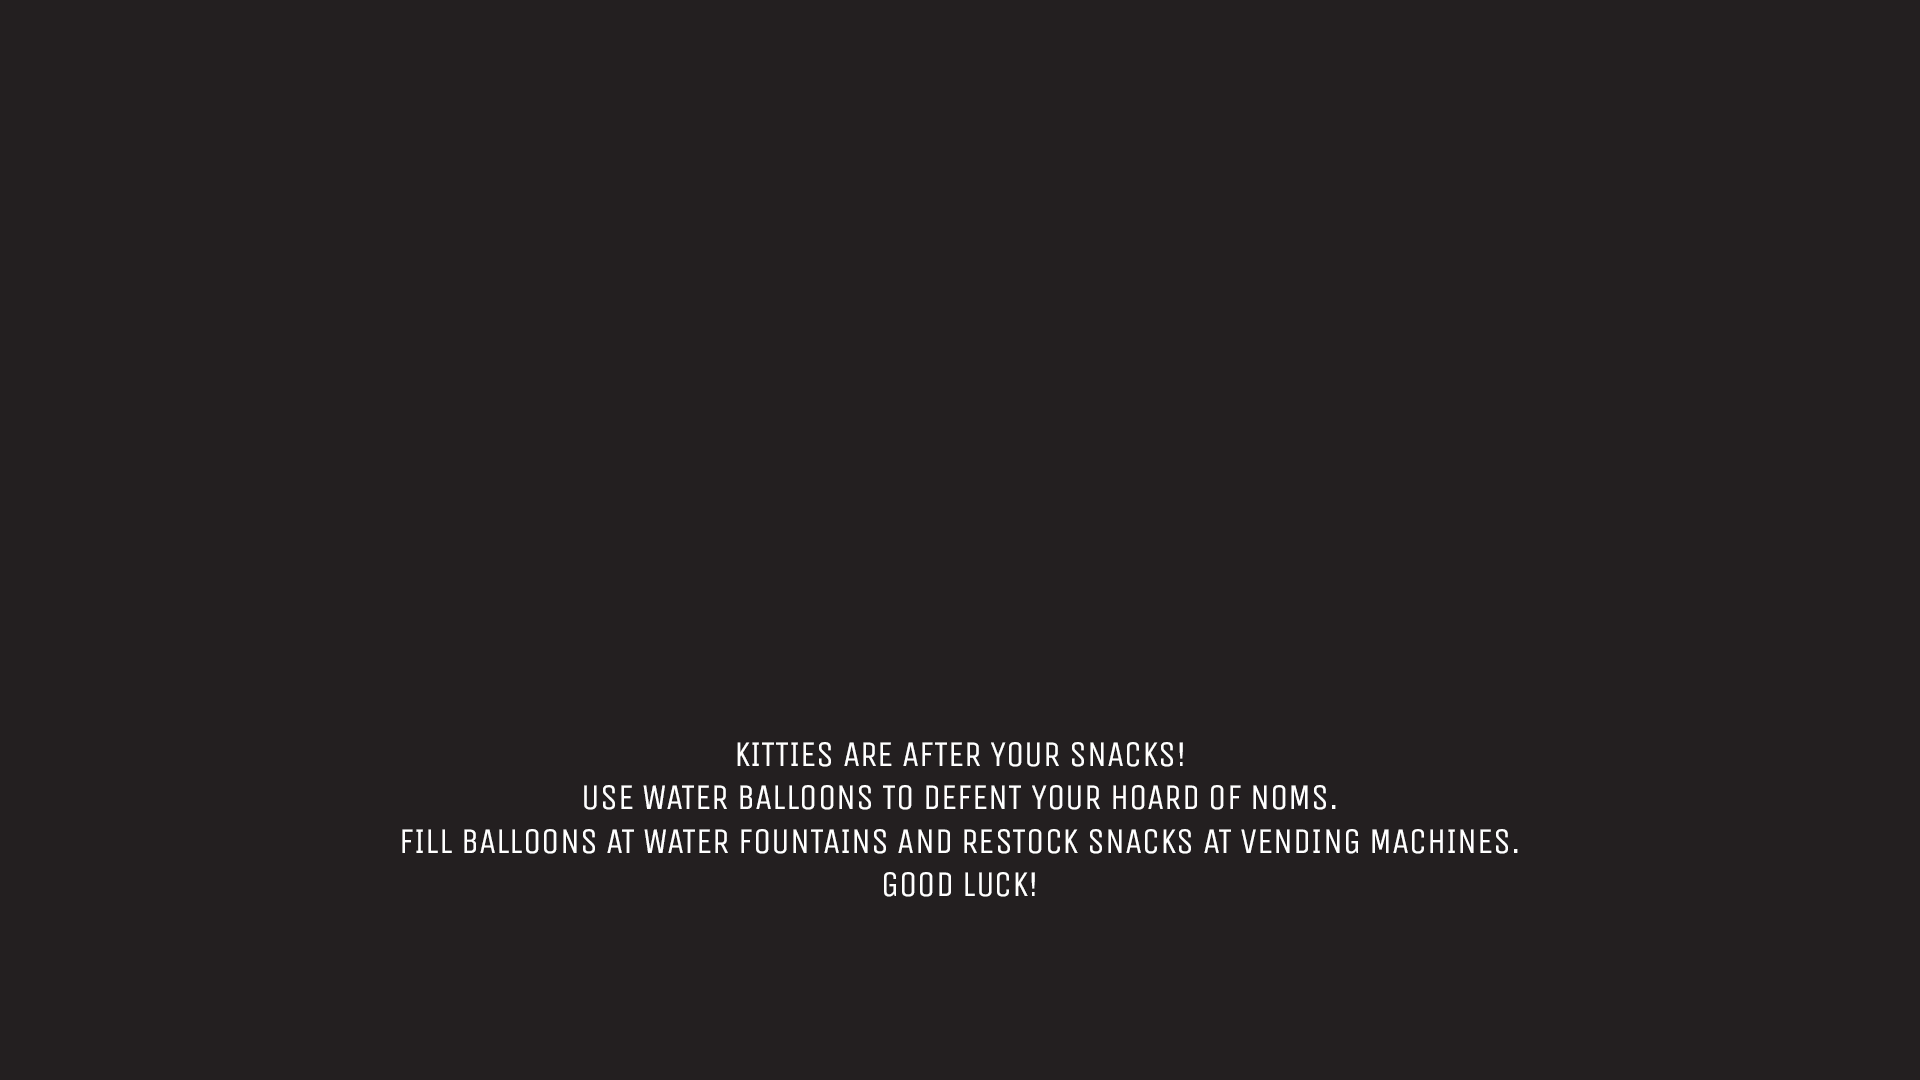 KITTIES ARE AFTER YOUR SNACKS!
USE WATER BALLOONS TO DEFENT YOUR HOARD OF NOMS.
FILL BALLOONS AT WATER FOUNTAINS AND RESTOCK SNACKS AT VENDING MACHINES.
GOOD LUCK!